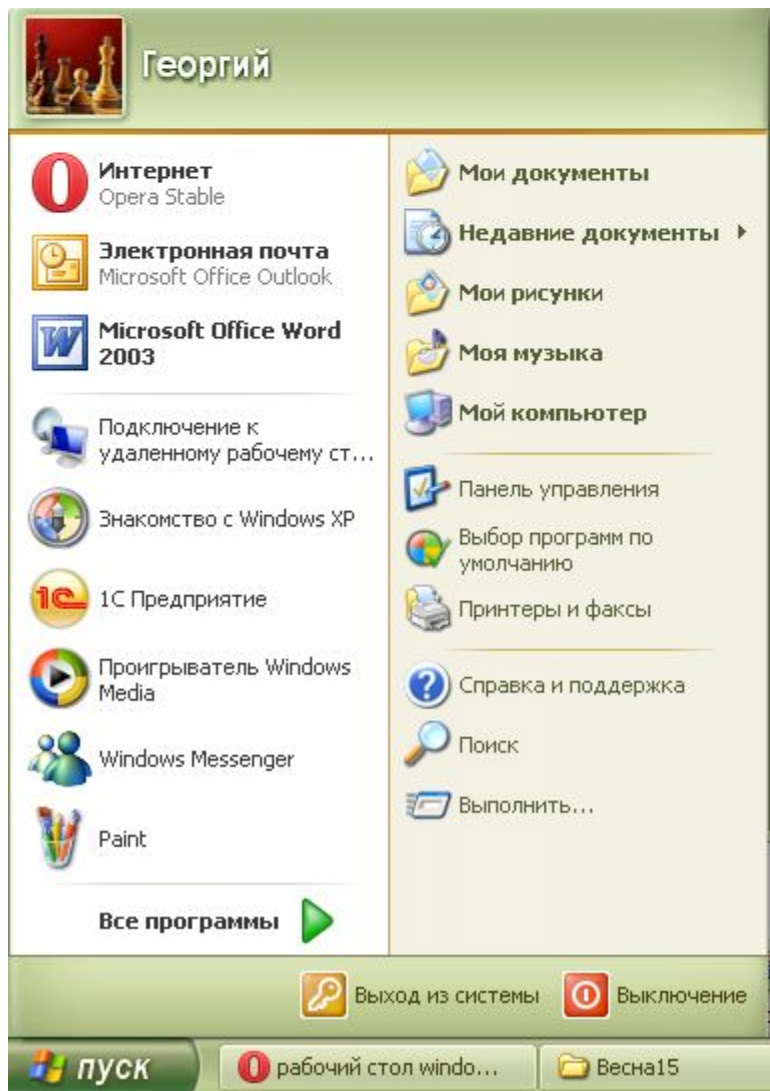 Георгий
Интернет
Opera Stable
Электронная почта
Microsoft Office Outlook
Microsoft Office Word
2003
Подключение к
удаленному рабочему ст...
Знакомство с Windows XP
1С Предприятие
Проигрыватель Windows
Media
Windows Messenger
Paint
Все программы
Мои документы
Недавние документы
Мои рисунки
Моя музыка
Мой компьютер
Панель управления
Выбор программ по
умолчанию
Принтеры и факсы
Справка и поддержка
Поиск
Выполнить...
Выход из системы
Выключение
пуск
рабочий стол windo...
Весна15